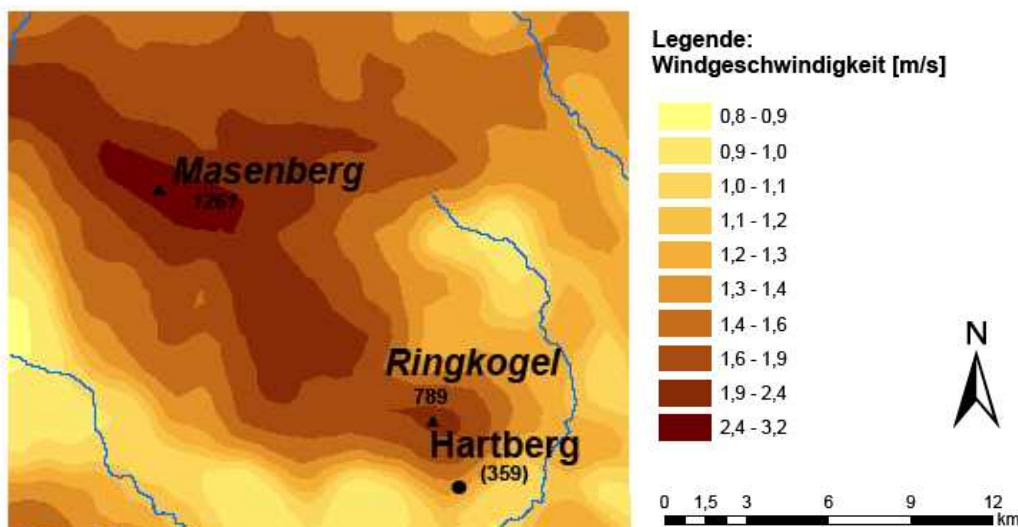 Masenberg
1261
Ringkogel
789
Hartberg
(359)
Legende:
Windgeschwindigkeit [m/s]
0,8 - 0,9
0,9 - 1,0
1,0 - 1,1
1,1 - 1,2
1,2 - 1,3
1,3 - 1,4
1,4 - 1,6
1,6 - 1,9
1,9 - 2,4
2,4 - 3,2
N
0 1,5 3 6 9 12
km